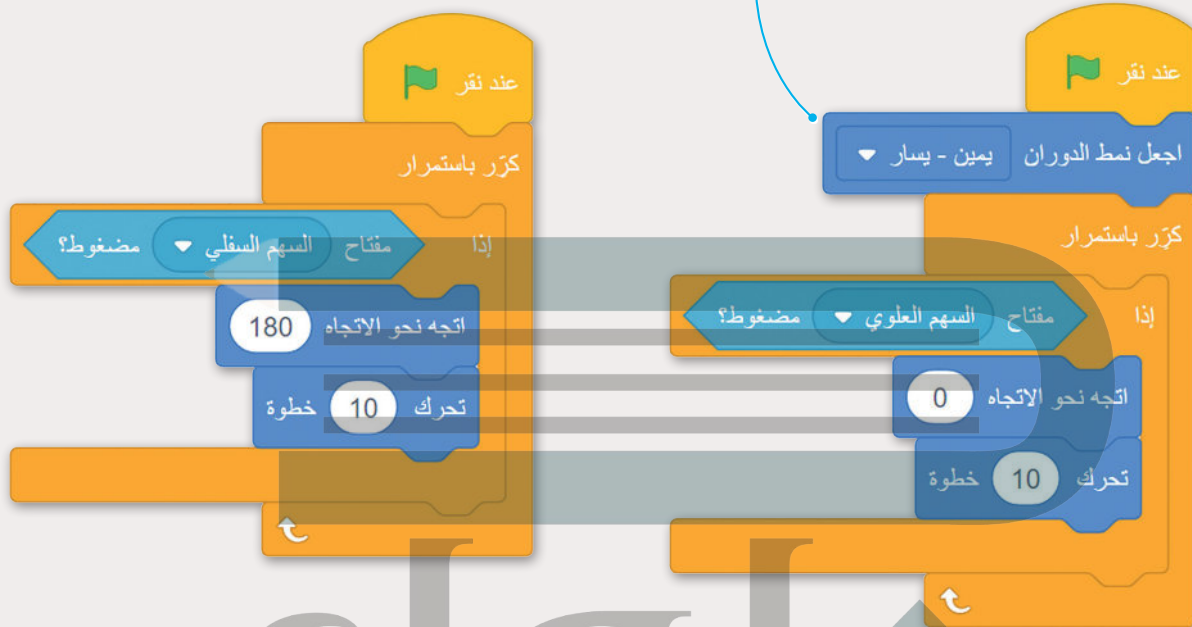 عند نقر
اجعل نمط الدوران يمين - يسار
كرّر باستمرار
إذا مفتاح السهم العلوي مضغوط؟
اتجه نحو الاتجاه 0
تحرك 10 خطوة
عند نقر
كرّر باستمرار
إذا مفتاح السهم السفلي مضغوط؟
اتجه نحو الاتجاه 180
تحرك 10 خطوة